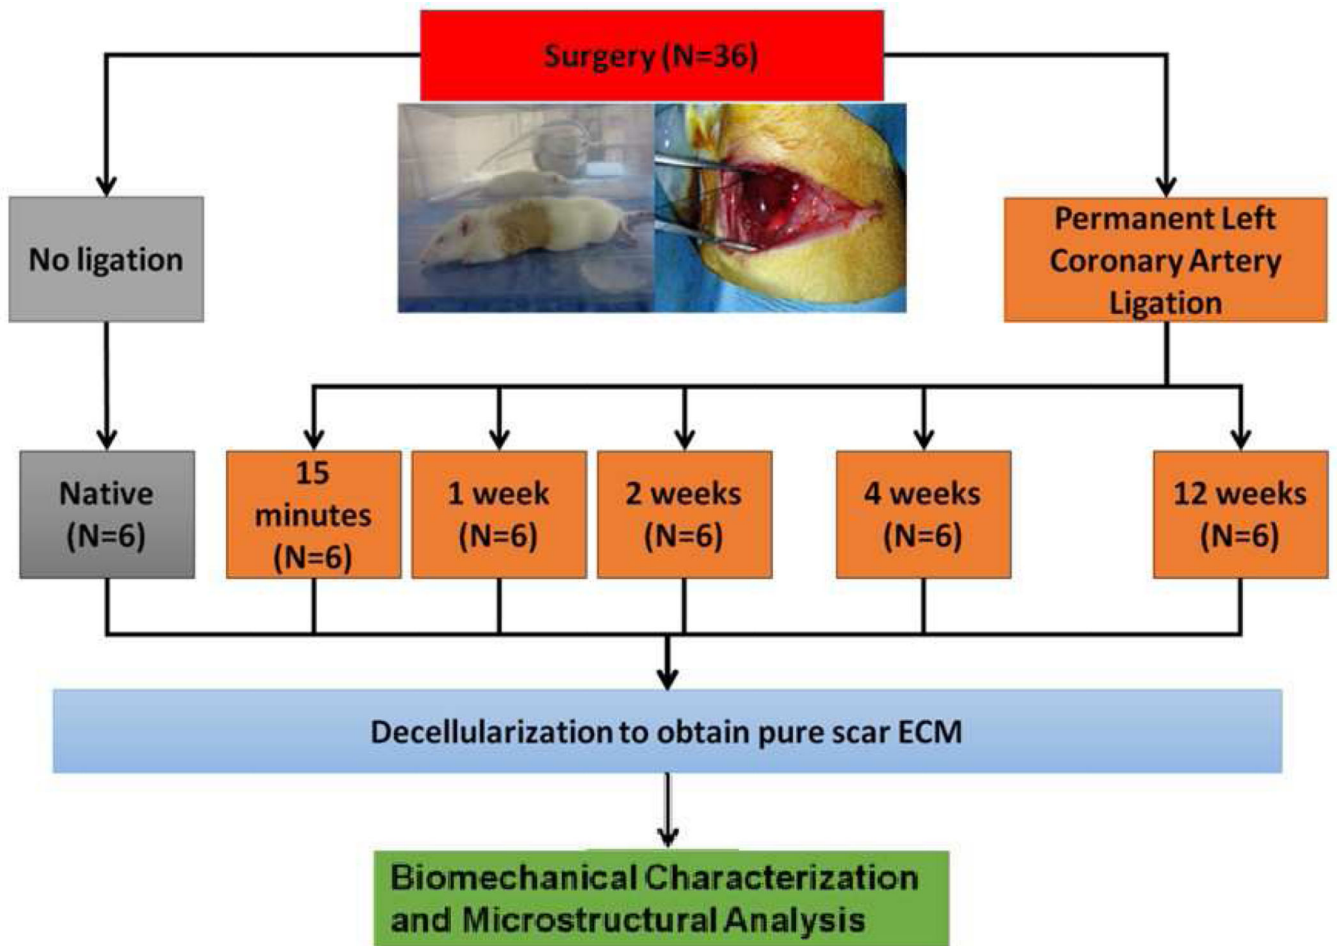 Surgery (N=36)
No ligation
Permanent Left
Coronary Artery
Ligation
Native
(N=6)
15
minutes
(N=6)
1 week
(N=6)
2 weeks
(N=6)
4 weeks
(N=6)
12 weeks
(N=6)
Decellularization to obtain pure scar ECM
Biomechanical Characterization
and Microstructural Analysis